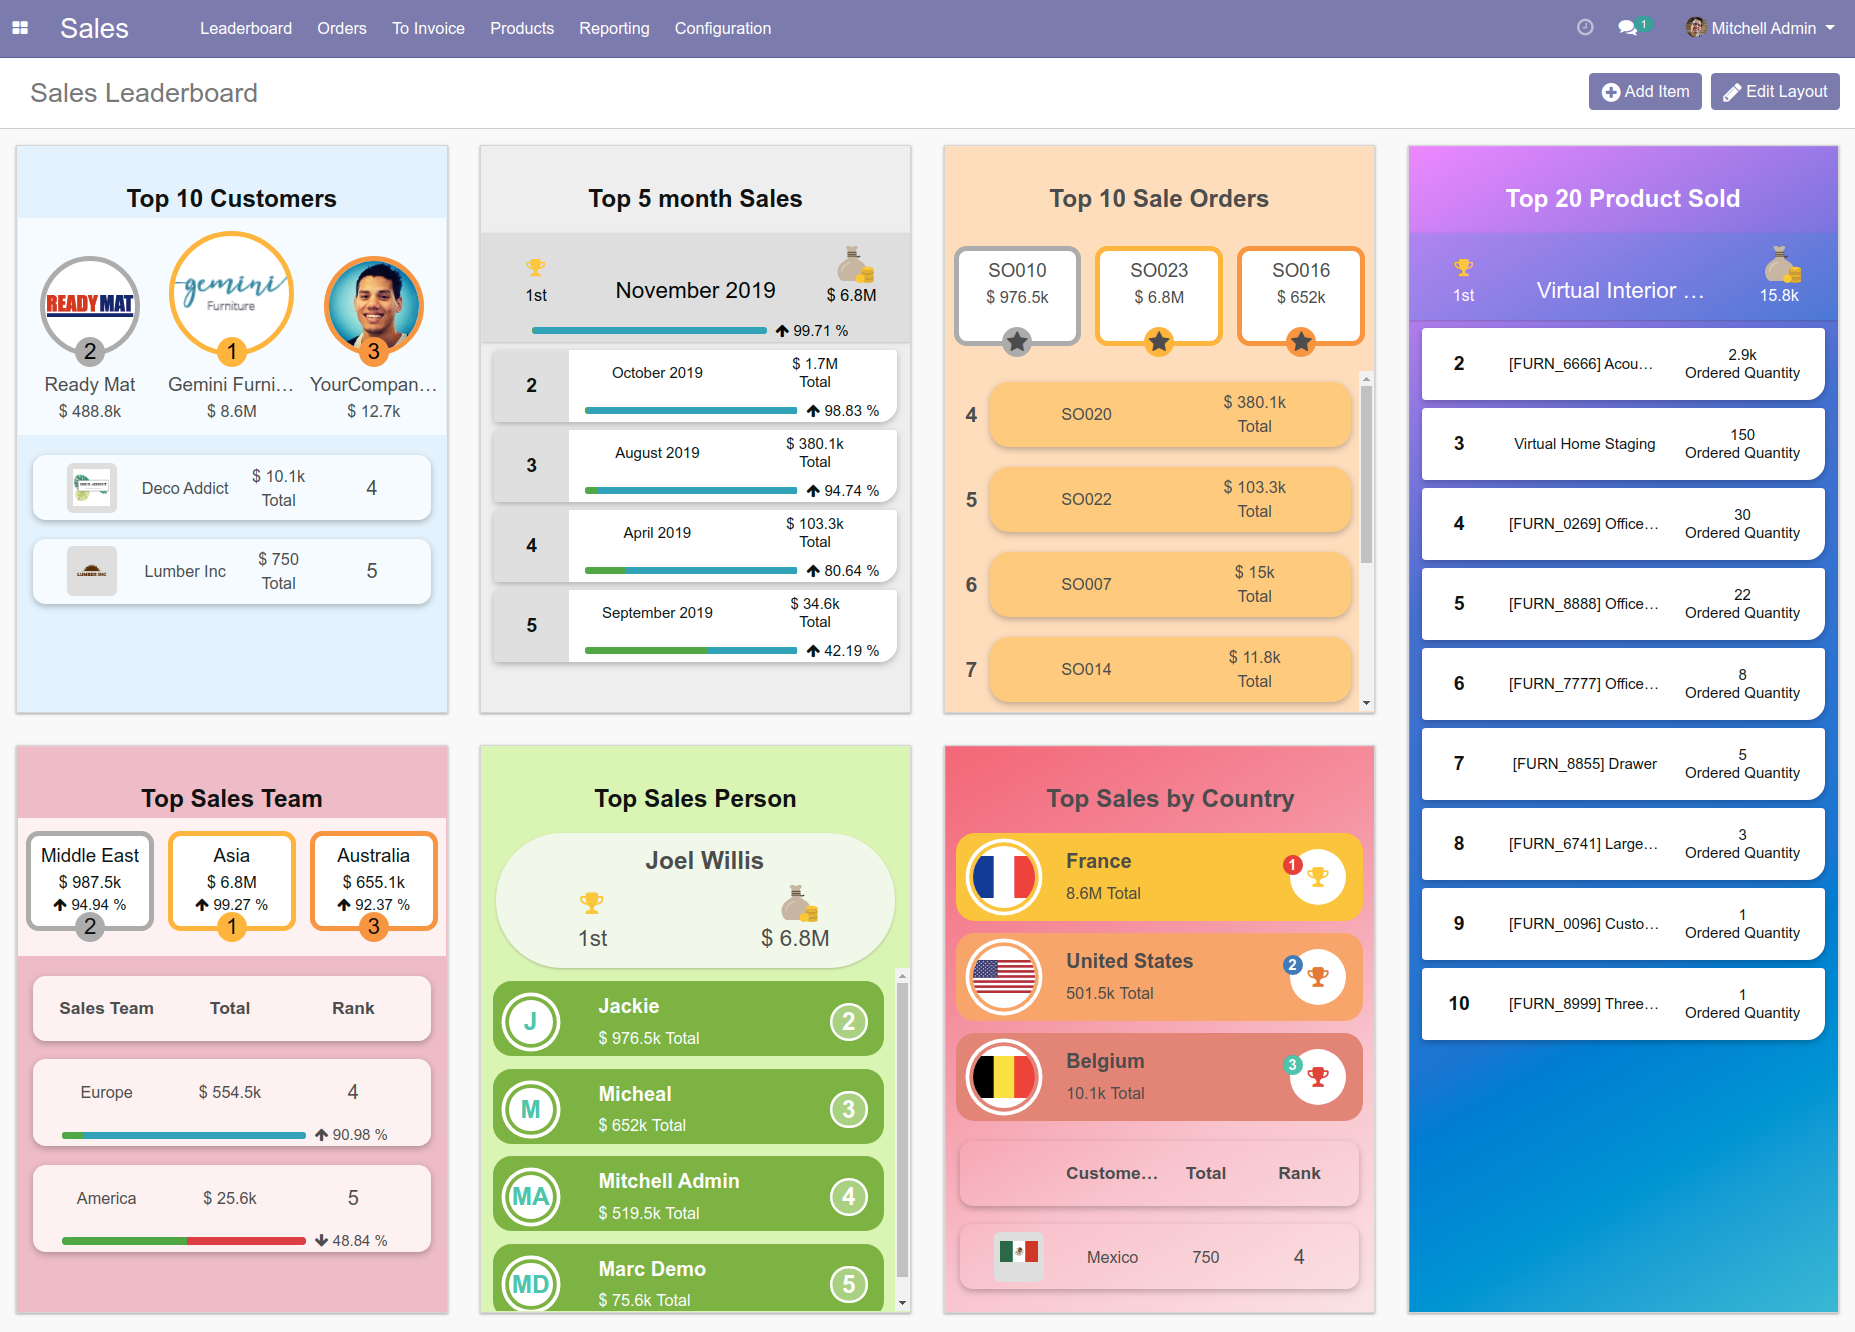 Sales
Leaderboard
Orders
To Invoice
Products
Reporting
Configuration
1
Mitchell Admin
Sales Leaderboard
Add Item
Edit Layout
Top 10 Customers
READY MAT
2
Ready Mat
$ 488.8k
gemini
Furniture
1
Gemini Furni...
$ 8.6M
3
YourCompan...
$ 12.7k
DECO ADDICT
Deco Addict
$ 10.1k
Total
4
LUMBER INC
Lumber Inc
$ 750
Total
5
Top 5 month Sales
1st
November 2019
$ 6.8M
99.71 %
2
October 2019
$ 1.7M
Total
98.83 %
3
August 2019
$ 380.1k
Total
94.74 %
4
April 2019
$ 103.3k
Total
80.64 %
5
September 2019
$ 34.6k
Total
42.19 %
Top 10 Sale Orders
SO010
$ 976.5k
SO023
$ 6.8M
SO016
$ 652k
4
SO020
$ 380.1k
Total
5
SO022
$ 103.3k
Total
6
SO007
$ 15k
Total
7
SO014
$ 11.8k
Total
Top 20 Product Sold
1st
Virtual Interior ...
15.8k
2
[FURN_6666] Acou...
2.9k
Ordered Quantity
3
Virtual Home Staging
150
Ordered Quantity
4
[FURN_0269] Office...
30
Ordered Quantity
5
[FURN_8888] Office...
22
Ordered Quantity
6
[FURN_7777] Office...
8
Ordered Quantity
7
[FURN_8855] Drawer
5
Ordered Quantity
8
[FURN_6741] Large...
3
Ordered Quantity
9
[FURN_0096] Custo...
1
Ordered Quantity
10
[FURN_8999] Three...
1
Ordered Quantity
Top Sales Team
Middle East
$ 987.5k
94.94 %
2
Asia
$ 6.8M
99.27 %
1
Australia
$ 655.1k
92.37 %
3
Sales Team
Total
Rank
Europe
$ 554.5k
4
90.98 %
America
$ 25.6k
5
48.84 %
Top Sales Person
Joel Willis
1st
$ 6.8M
J
Jackie
$ 976.5k Total
2
M
Micheal
$ 652k Total
3
MA
Mitchell Admin
$ 519.5k Total
4
MD
Marc Demo
$ 75.6k Total
5
Top Sales by Country
France
8.6M Total
1
United States
501.5k Total
2
Belgium
10.1k Total
3
Custome...
Total
Rank
Mexico
750
4